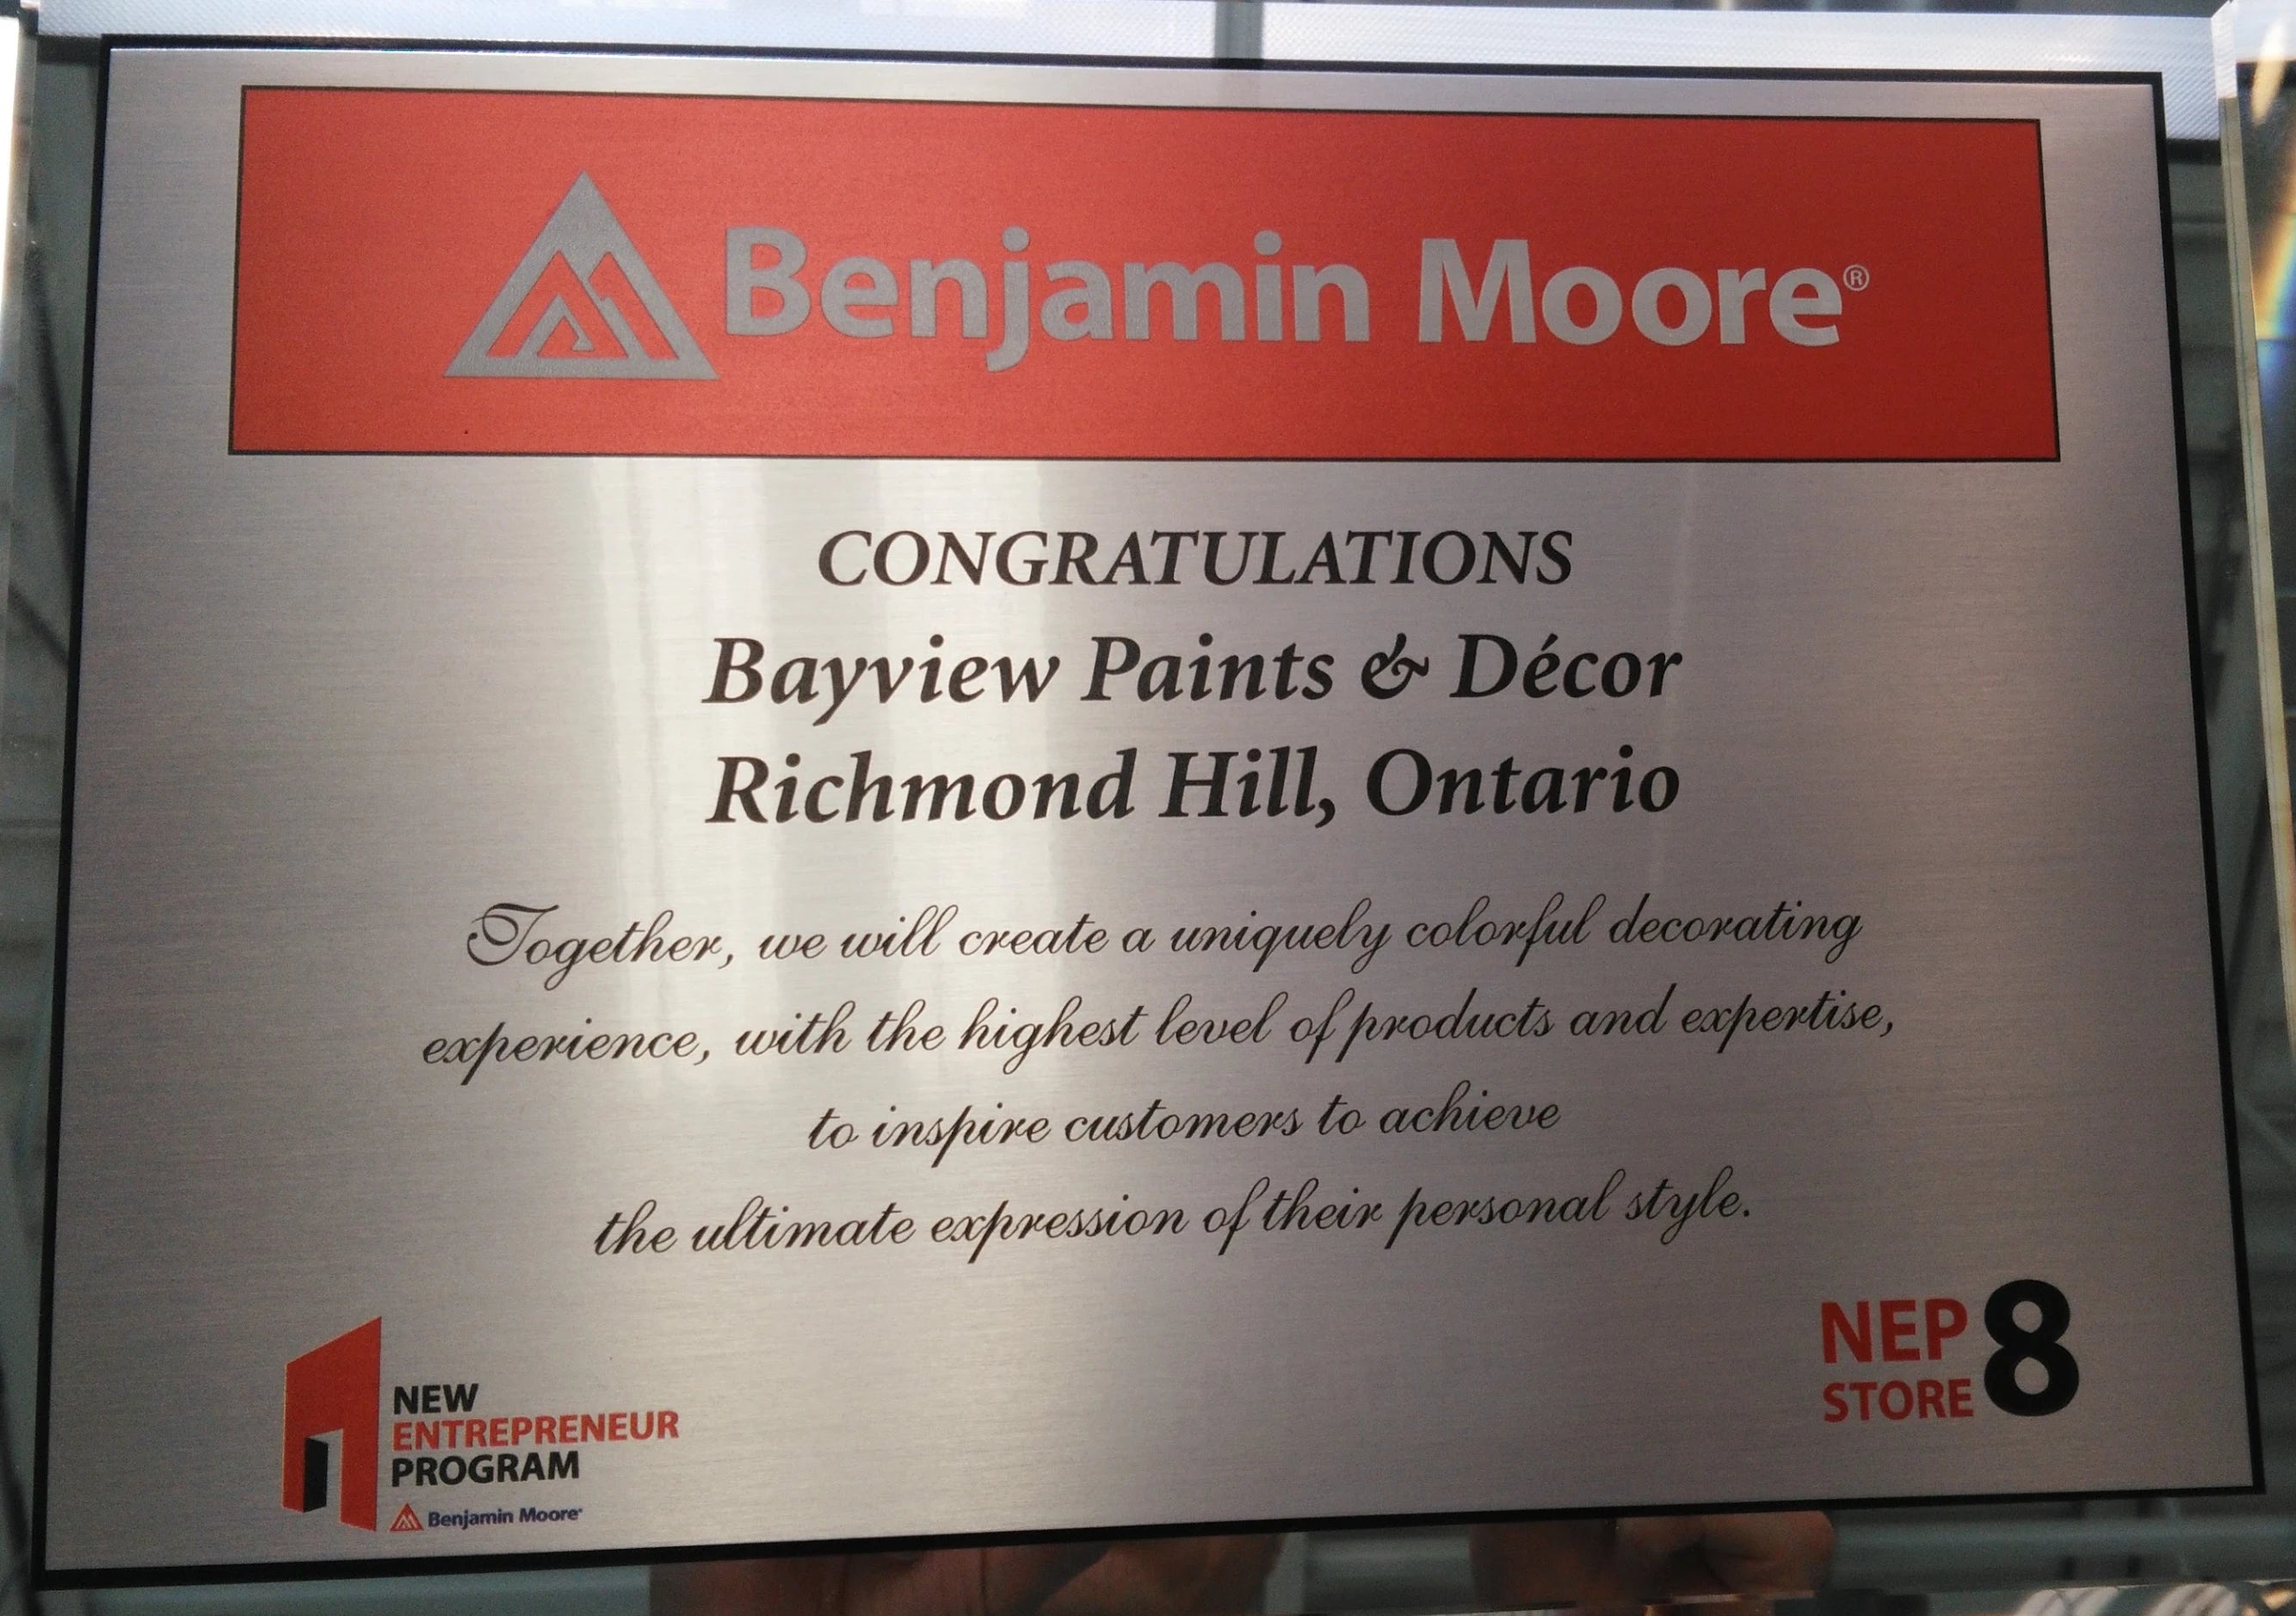 Benjamin Moore®
CONGRATULATIONS
Bayview Paints & Décor
Richmond Hill, Ontario
Together, we will create a uniquely colorful decorating
experience, with the highest level of products and expertise,
to inspire customers to achieve
the ultimate expression of their personal style.
NEW
ENTREPRENEUR
PROGRAM
Benjamin Moore®
NEP 8
STORE